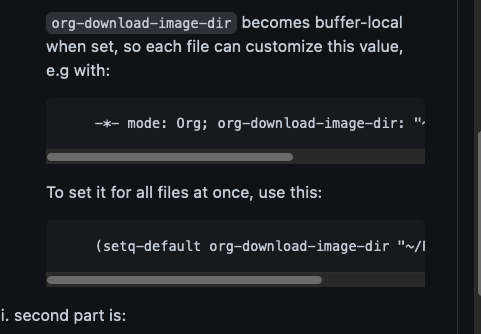 org-download-image-dir becomes buffer-local
when set, so each file can customize this value,
e.g with:
-*- mode: Org; org-download-image-dir: "~
To set it for all files at once, use this:
(setq-default org-download-image-dir "~/
i. second part is: